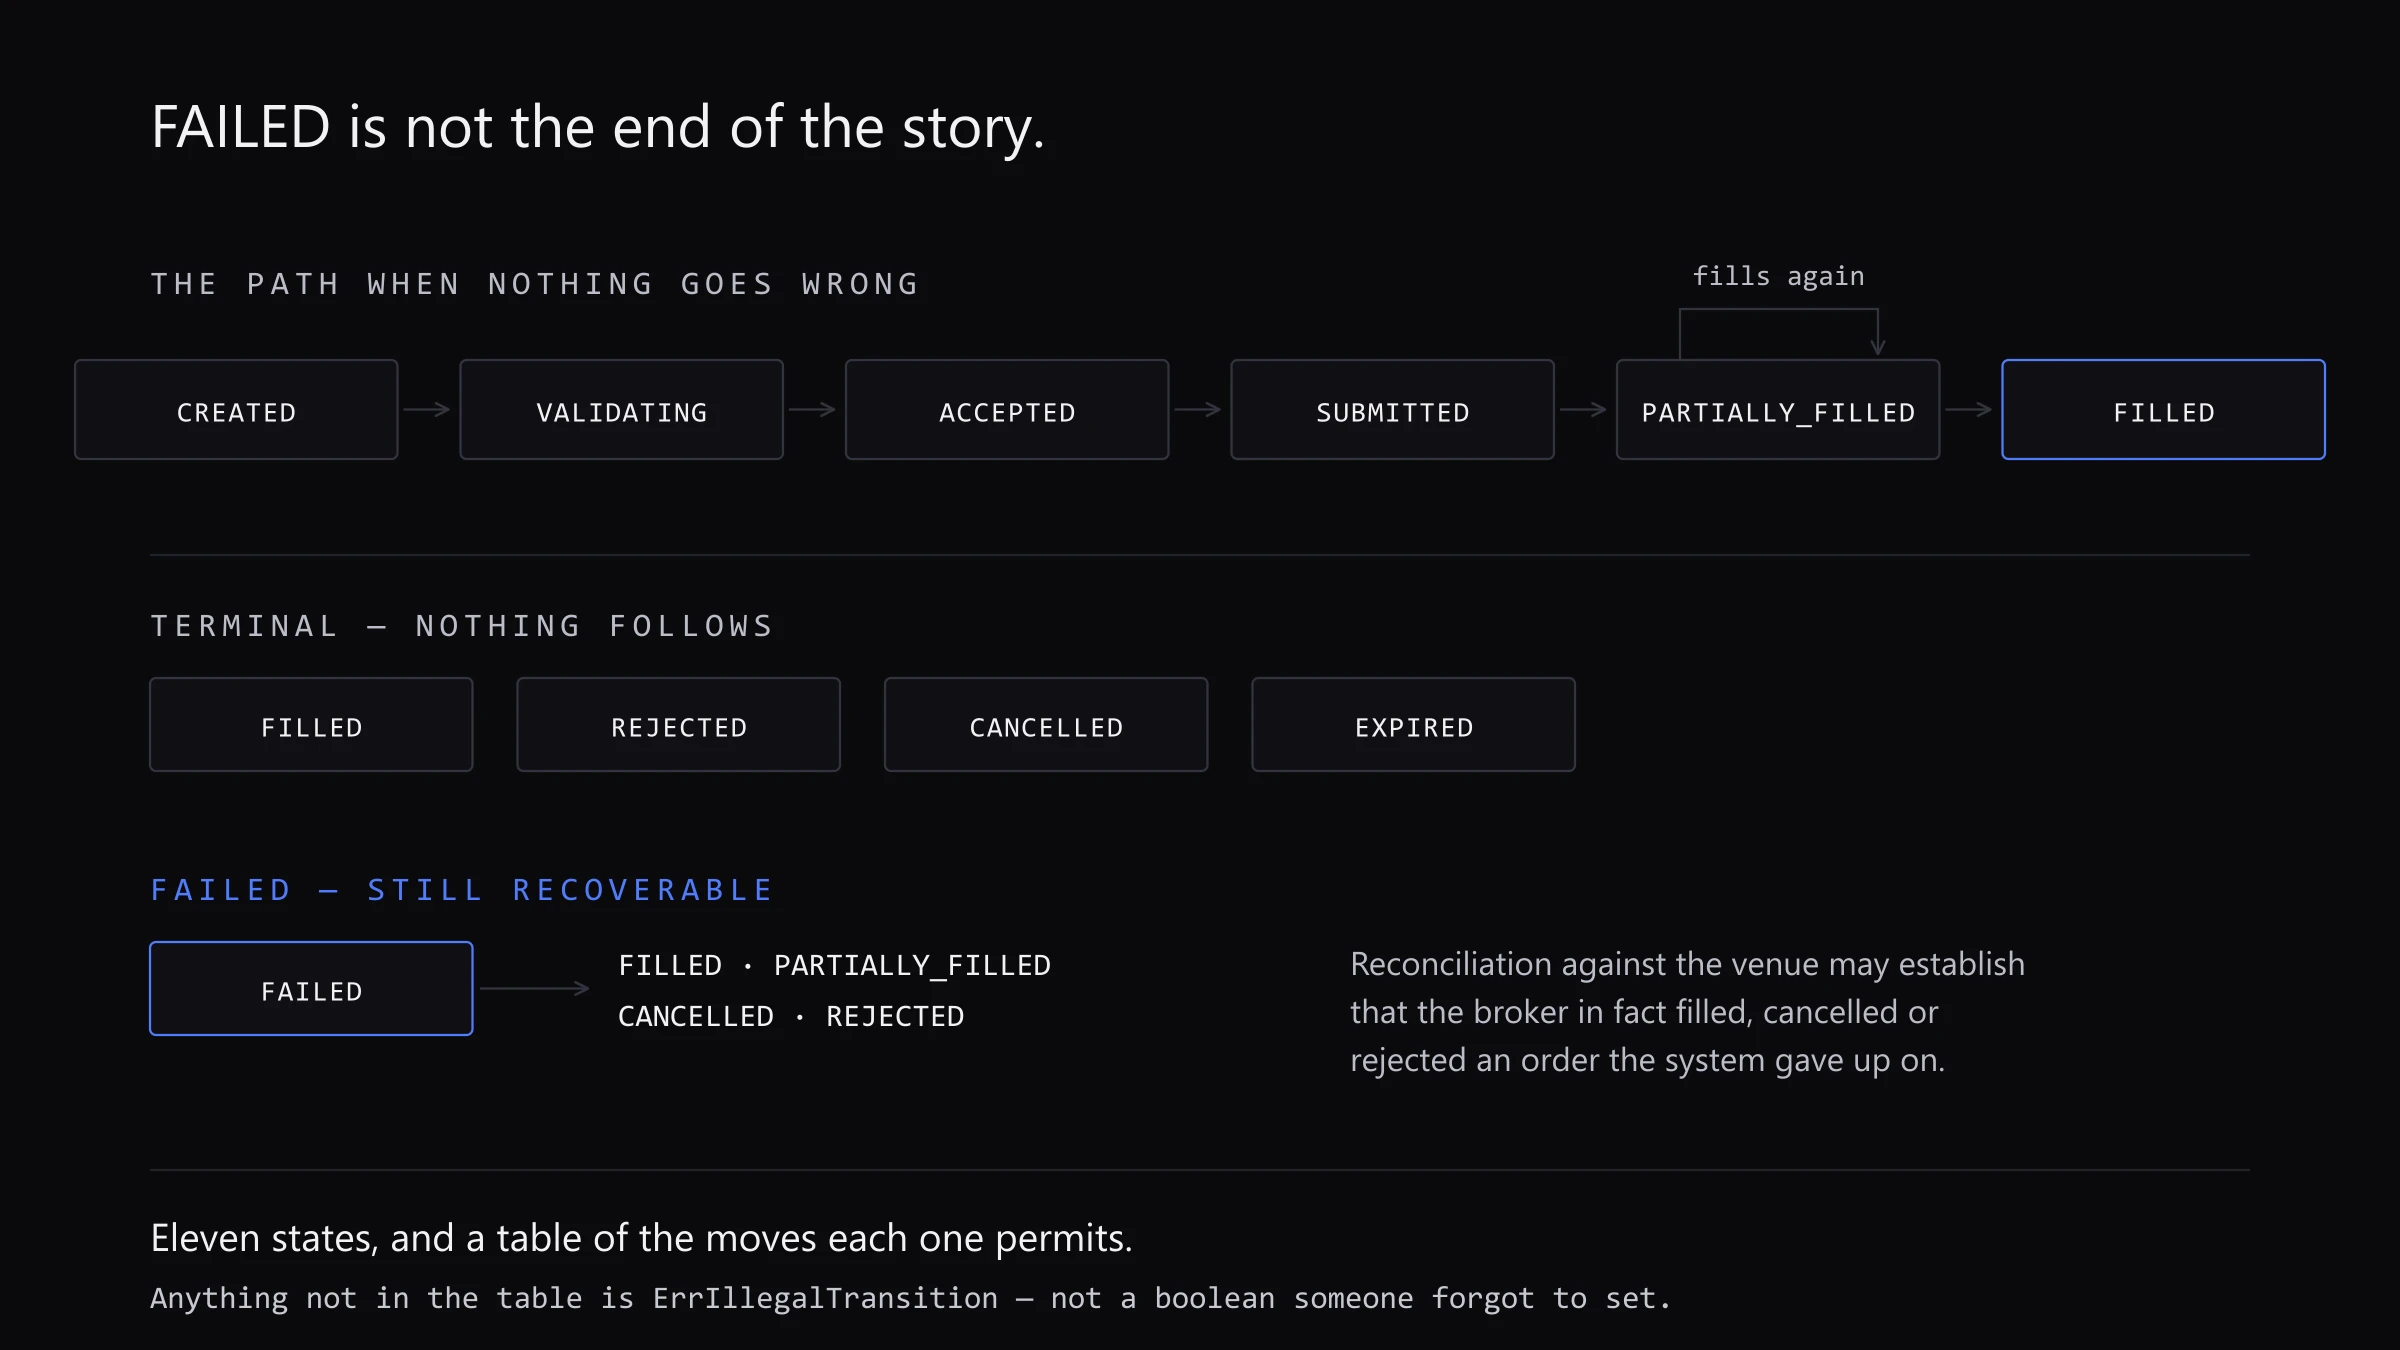 FAILED is not the end of the story.
THE PATH WHEN NOTHING GOES WRONG
fills again
CREATED
VALIDATING
ACCEPTED
SUBMITTED
PARTIALLY_FILLED
FILLED
TERMINAL — NOTHING FOLLOWS
FILLED
REJECTED
CANCELLED
EXPIRED
FAILED — STILL RECOVERABLE
FAILED
FILLED · PARTIALLY_FILLED
CANCELLED · REJECTED
Reconciliation against the venue may establish
that the broker in fact filled, cancelled or
rejected an order the system gave up on.
Eleven states, and a table of the moves each one permits.
Anything not in the table is ErrIllegalTransition — not a boolean someone forgot to set.